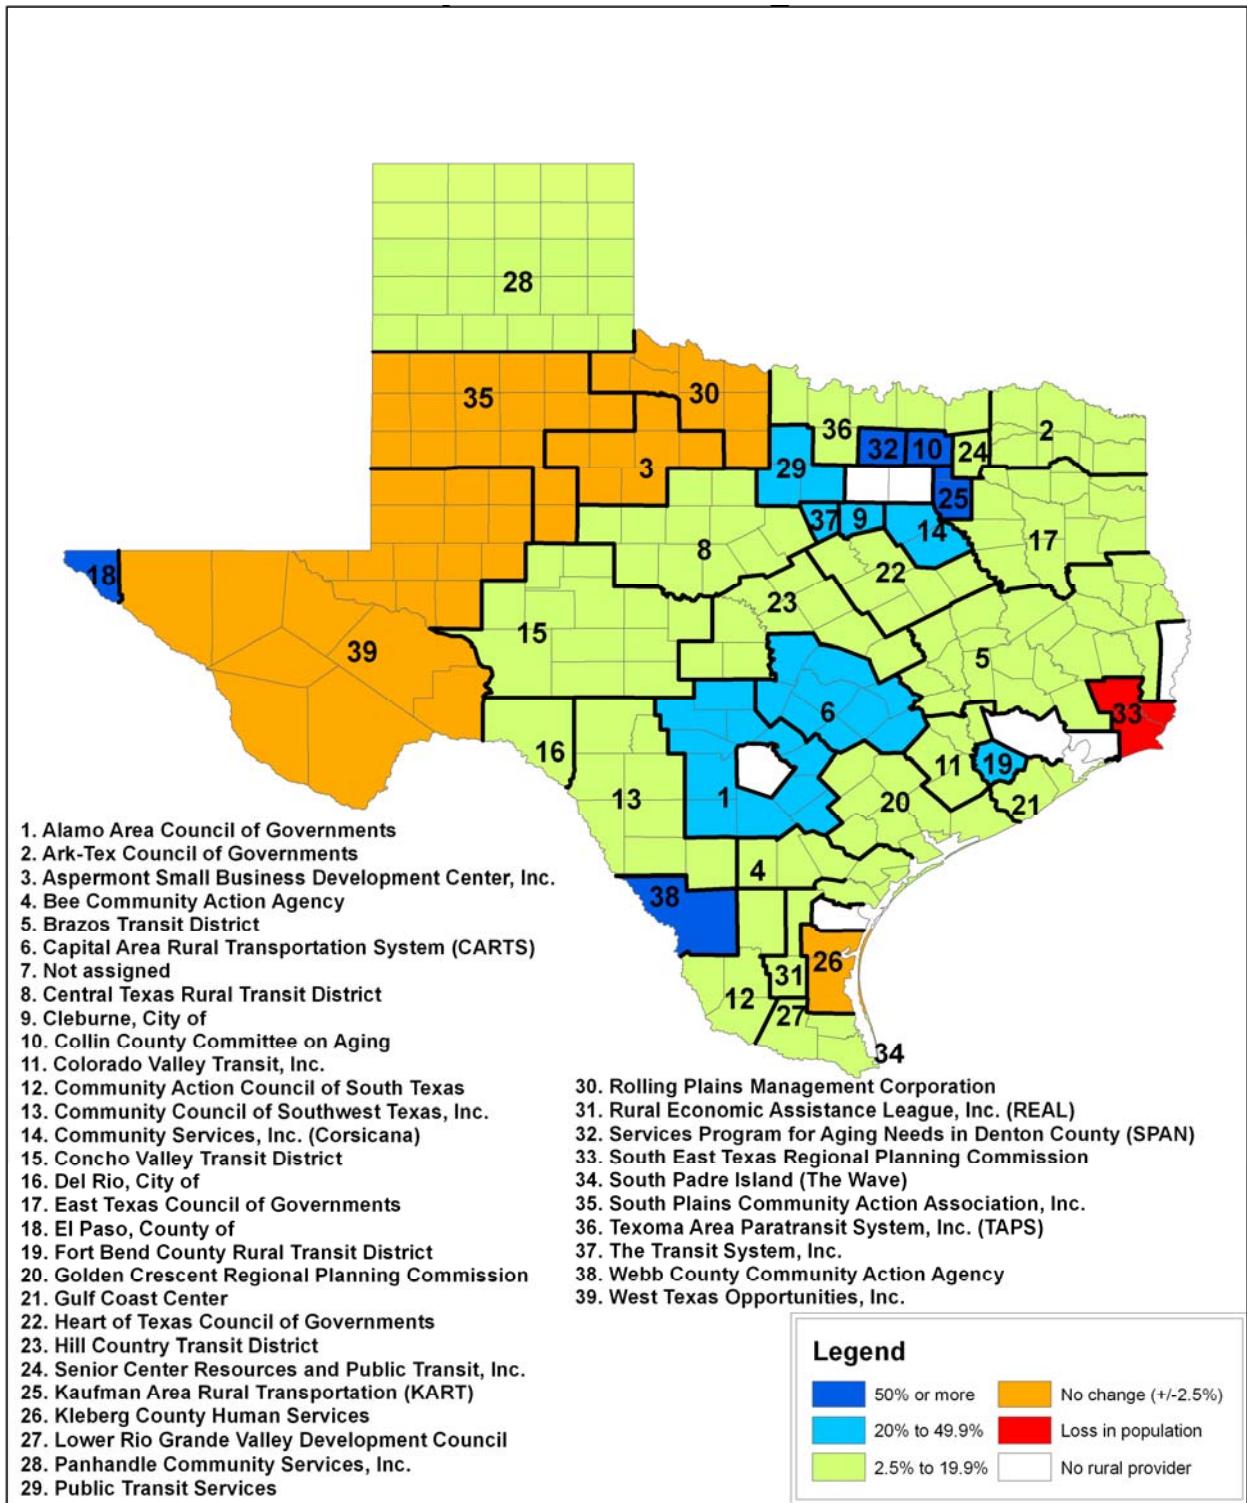 28
35
30
36
2
32
10
24
3
29
25
37
9
14
17
8
18
22
23
15
5
39
6
33
16
11
19
13
1
20
21
4
38
26
31
12
27
34
1. Alamo Area Council of Governments
2. Ark-Tex Council of Governments
3. Aspermont Small Business Development Center, Inc.
4. Bee Community Action Agency
5. Brazos Transit District
6. Capital Area Rural Transportation System (CARTS)
7. Not assigned
8. Central Texas Rural Transit District
9. Cleburne, City of
10. Collin County Committee on Aging
11. Colorado Valley Transit, Inc.
12. Community Action Council of South Texas
13. Community Council of Southwest Texas, Inc.
14. Community Services, Inc. (Corsicana)
15. Concho Valley Transit District
16. Del Rio, City of
17. East Texas Council of Governments
18. El Paso, County of
19. Fort Bend County Rural Transit District
20. Golden Crescent Regional Planning Commission
21. Gulf Coast Center
22. Heart of Texas Council of Governments
23. Hill Country Transit District
24. Senior Center Resources and Public Transit, Inc.
25. Kaufman Area Rural Transportation (KART)
26. Kleberg County Human Services
27. Lower Rio Grande Valley Development Council
28. Panhandle Community Services, Inc.
29. Public Transit Services
30. Rolling Plains Management Corporation
31. Rural Economic Assistance League, Inc. (REAL)
32. Services Program for Aging Needs in Denton County (SPAN)
33. South East Texas Regional Planning Commission
34. South Padre Island (The Wave)
35. South Plains Community Action Association, Inc.
36. Texoma Area Paratransit System, Inc. (TAPS)
37. The Transit System, Inc.
38. Webb County Community Action Agency
39. West Texas Opportunities, Inc.
Legend
50% or more
No change (+/-2.5%)
20% to 49.9%
Loss in population
2.5% to 19.9%
No rural provider